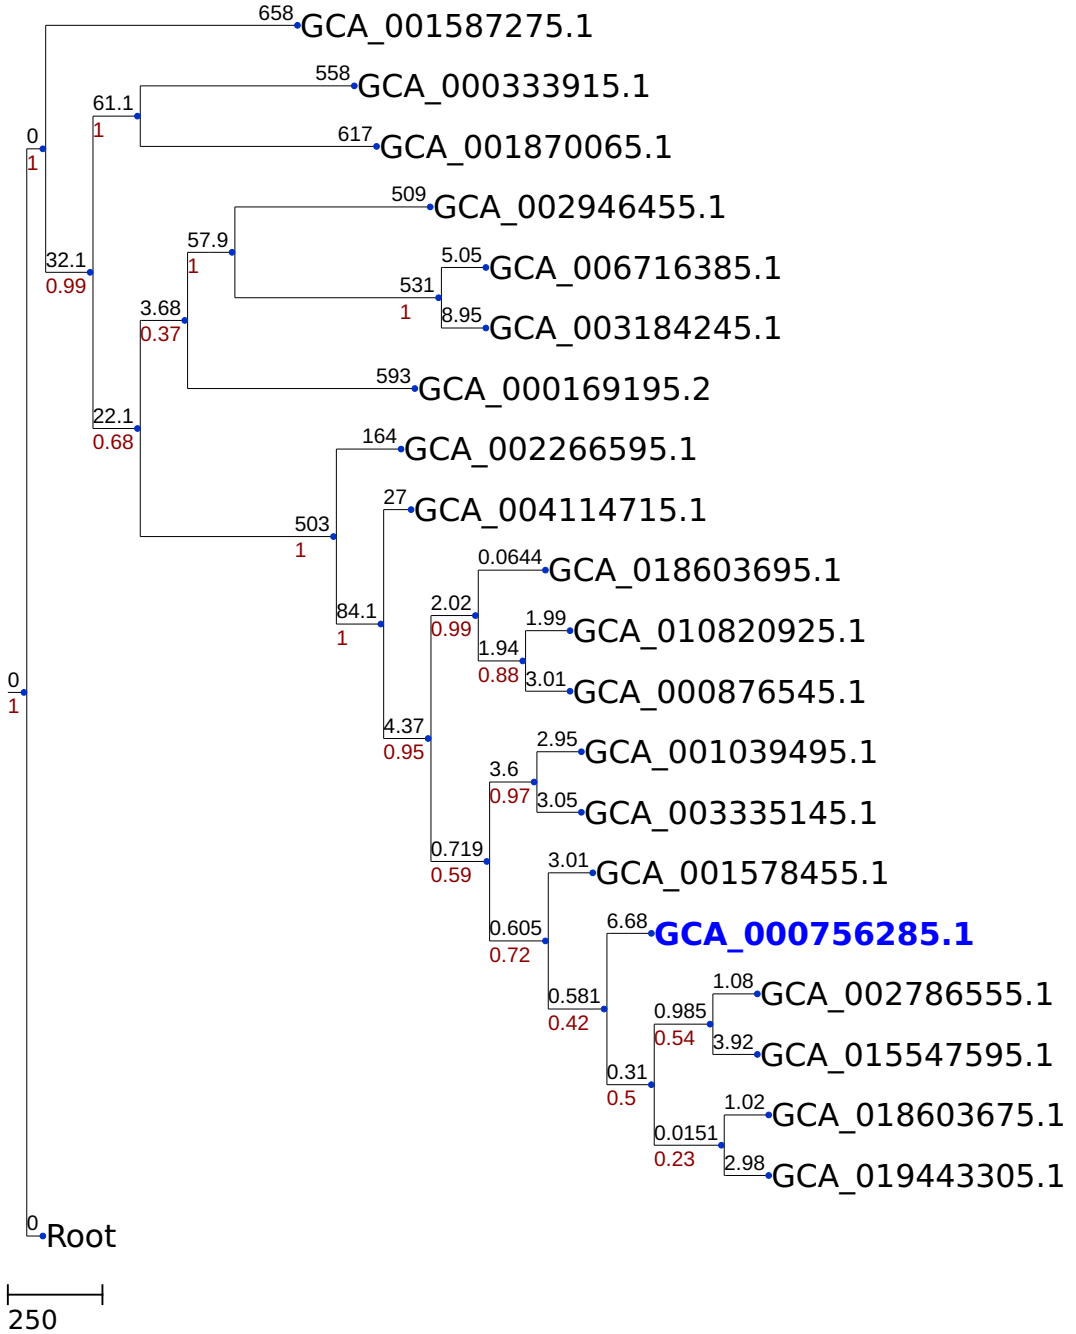 658 GCA_001587275.1
558 GCA_000333915.1
61.1
1
0
617 GCA_001870065.1
1
509 GCA_002946455.1
57.9
1
32.1
5.05 GCA_006716385.1
0.99
531
1
3.68
8.95 GCA_003184245.1
0.37
593 GCA_000169195.2
22.1
0.68
164 GCA_002266595.1
27 GCA_004114715.1
503
1
0.0644 GCA_018603695.1
84.1
2.02
1
0.99
1.99 GCA_010820925.1
1.94
0.88
0
3.01 GCA_000876545.1
1
4.37
0.95
2.95 GCA_001039495.1
3.6
0.97
3.05 GCA_003335145.1
0.719
0.59
3.01 GCA_001578455.1
0.605
6.68 GCA_000756285.1
0.72
0.581
1.08 GCA_002786555.1
0.42
0.985
0.54
3.92 GCA_015547595.1
0.31
0.5
1.02 GCA_018603675.1
0.0151
0.23
2.98 GCA_019443305.1
0 Root
250